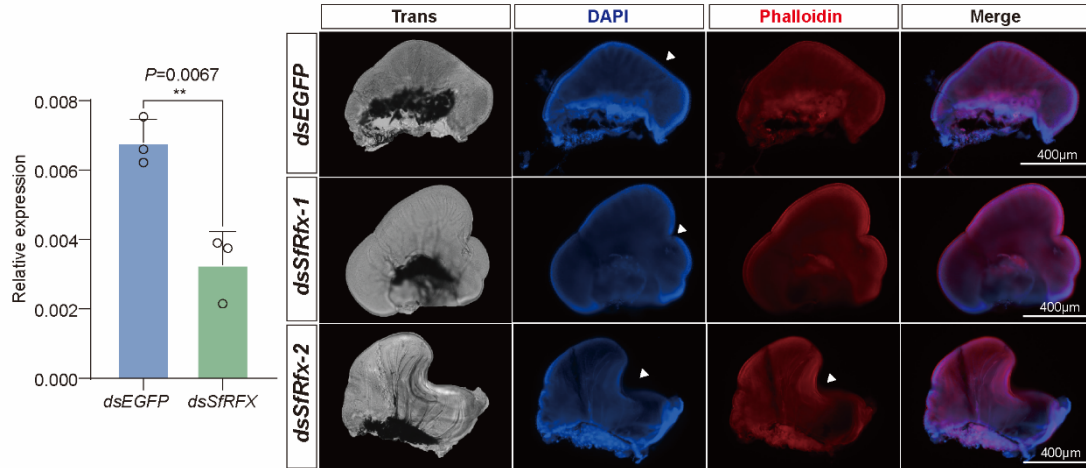 P=0.0067
**
Relative expression
0.008
0.006
0.004
0.002
0.000
dsEGFP
dsSfRFX
Trans
DAPI
Phalloidin
Merge
dsEGFP
400μm
dsSfRfx-1
400μm
dsSfRfx-2
400μm